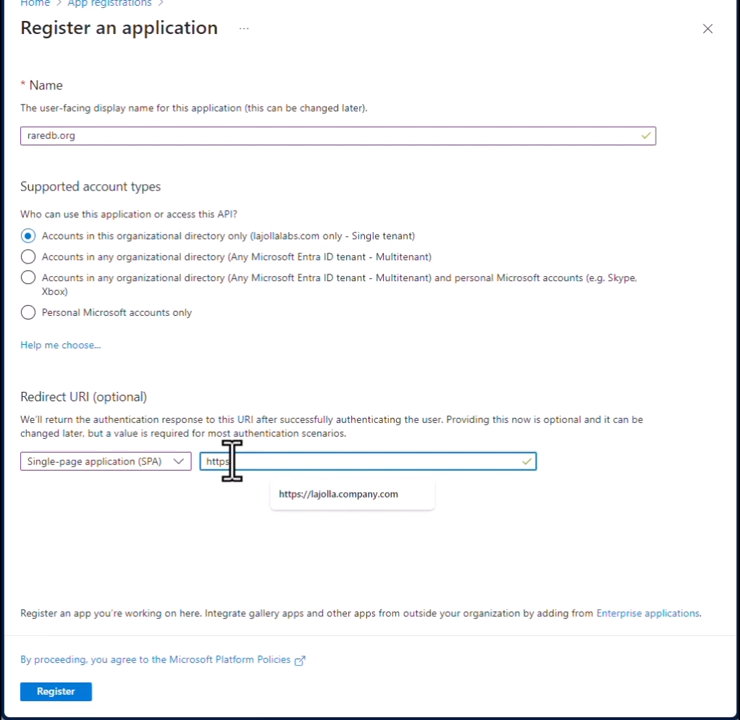 Home > App registrations >
Register an application ...
* Name
The user-facing display name for this application (this can be changed later).
raredb.org
Supported account types
Who can use this application or access this API?
Accounts in this organizational directory only (lajollalabs.com only - Single tenant)
Accounts in any organizational directory (Any Microsoft Entra ID tenant - Multitenant)
Accounts in any organizational directory (Any Microsoft Entra ID tenant - Multitenant) and personal Microsoft accounts (e.g. Skype,
Xbox)
Personal Microsoft accounts only
Help me choose...
Redirect URI (optional)
We'll return the authentication response to this URI after successfully authenticating the user. Providing this now is optional and it can be
changed later, but a value is required for most authentication scenarios.
Single-page application (SPA)
https
https://lajolla.company.com
Register an app you're working on here. Integrate gallery apps and other apps from outside your organization by adding from Enterprise applications.
By proceeding, you agree to the Microsoft Platform Policies
Register